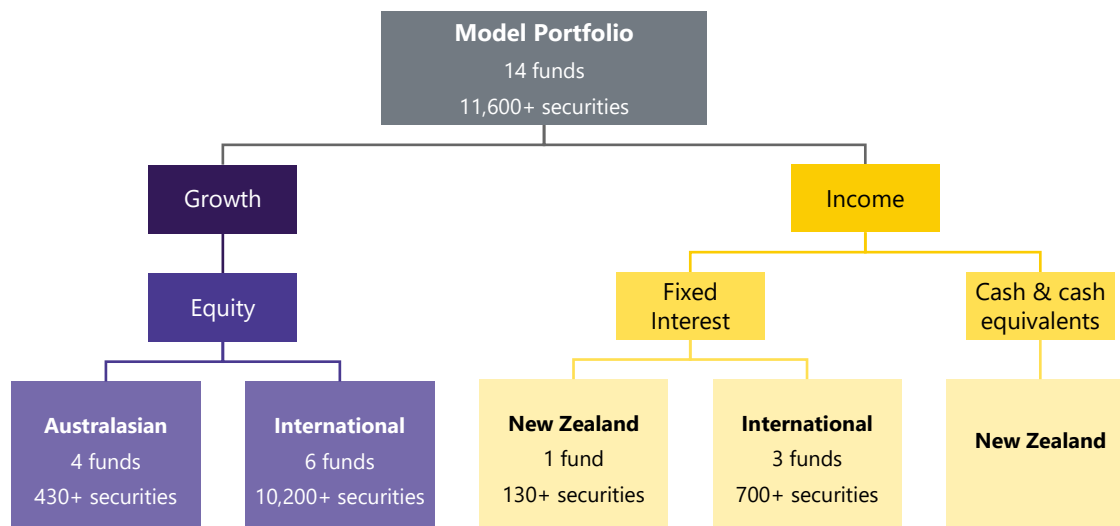 Model Portfolio
14 funds
11,600+ securities
Growth
Income
Equity
Fixed
Interest
Cash & cash
equivalents
Australasian
4 funds
430+ securities
International
6 funds
10,200+ securities
New Zealand
1 fund
130+ securities
International
3 funds
700+ securities
New Zealand